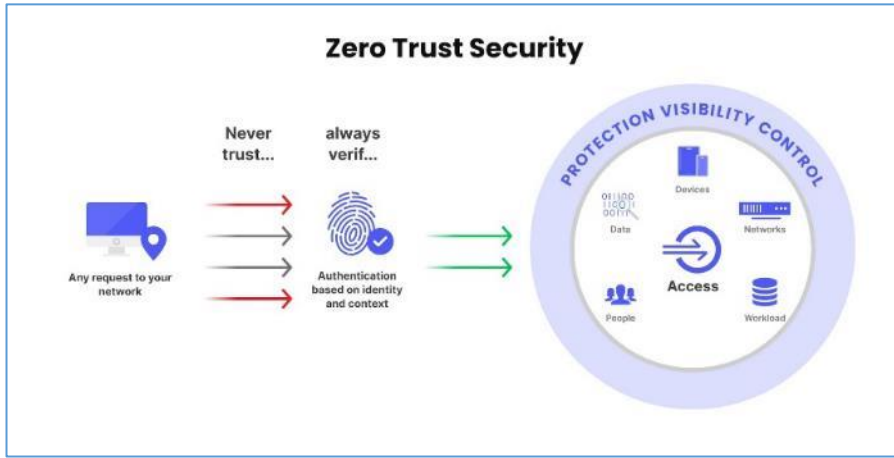 Zero Trust Security
Never
trust...
always
verif...
Any request to your
network
Authentication
based on identity
and context
PROTECTION VISIBILITY CONTROL
Devices
Data
Networks
Access
People
Workload